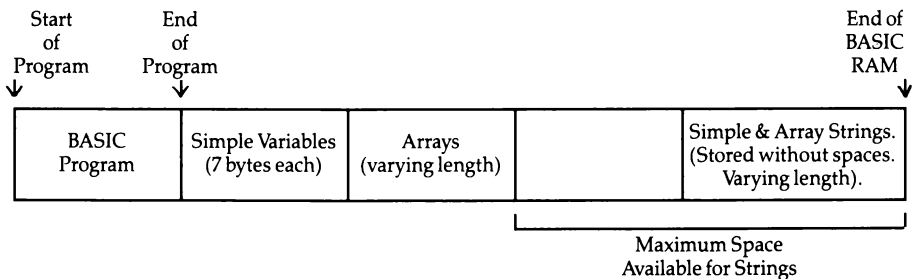 Start
of
Program
End
of
Program
End of
BASIC
RAM
BASIC
Program
Simple Variables
(7 bytes each)
Arrays
(varying length)
Simple & Array Strings.
(Stored without spaces.
Varying length).
Maximum Space
Available for Strings